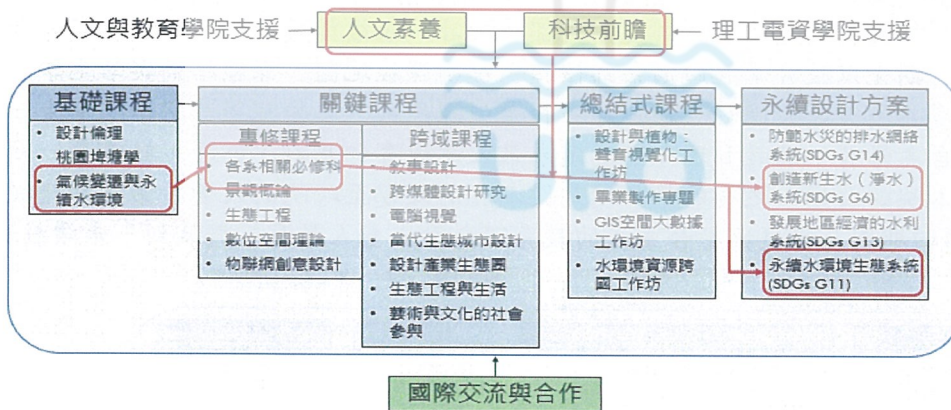 人文與教育學院支援
人文素養
科技前瞻
理工電資學院支援
基礎課程
• 設計倫理
• 桃園埤塘學
• 氣候變遷與永
續水環境
關鍵課程
專修課程
• 各系相關必修科
• 景觀概論
• 生態工程
• 數位空間理論
• 物聯網創意設計
跨域課程
• 敘事設計
• 跨媒體設計研究
• 電腦視覺
• 當代生態城市設計
• 設計產業生態圈
• 生態工程與生活
• 藝術與文化的社會
參與
總結式課程
• 設計與植物：
聲音視覺化工作
坊
• 畢業製作專題
• GIS空間大數據
工作坊
• 水環境資源跨
國工作坊
永續設計方案
• 防範水災的排水網絡
系統(SDGs G14)
• 創造新生水（淨水）
系統(SDGs G6)
• 發展地區經濟的水利
系統(SDGs G13)
• 永續水環境生態系統
(SDGs G11)
國際交流與合作